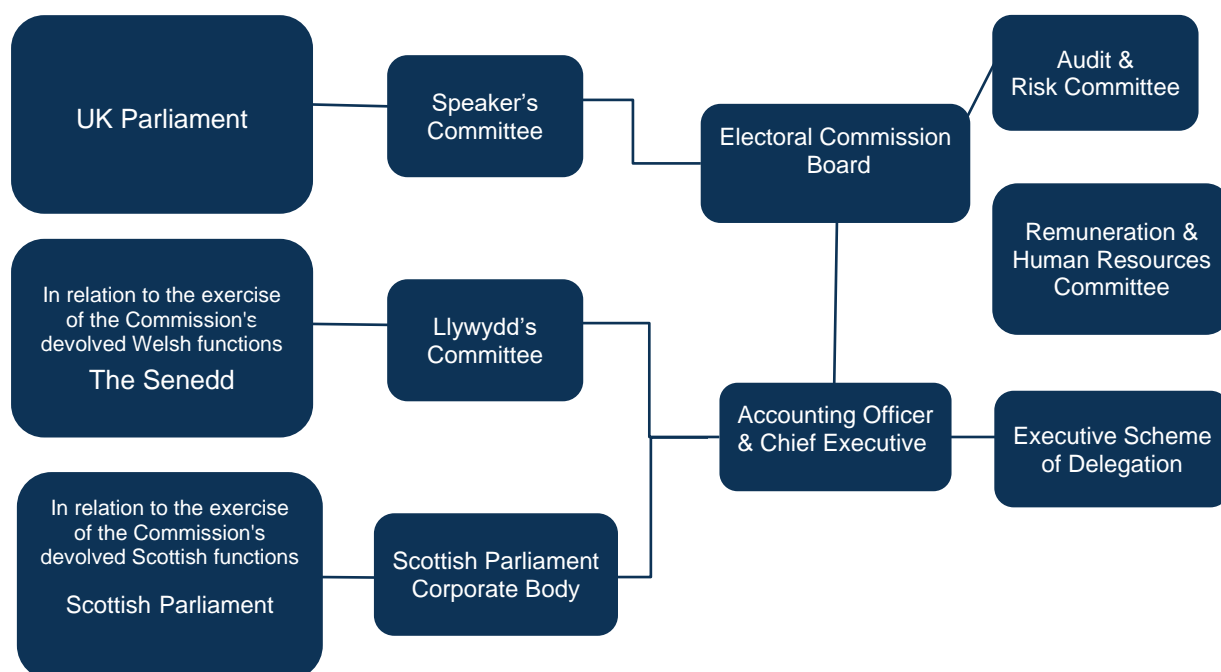 UK Parliament
Speaker’s
Committee
Electoral Commission
Board
Audit &
Risk Committee
Remuneration &
Human Resources
Committee
In relation to the exercise
of the Commission's
devolved Welsh functions
The Senedd
Llywydd’s
Committee
Accounting Officer
& Chief Executive
Executive Scheme
of Delegation
In relation to the exercise
of the Commission's
devolved Scottish functions
Scottish Parliament
Scottish Parliament
Corporate Body